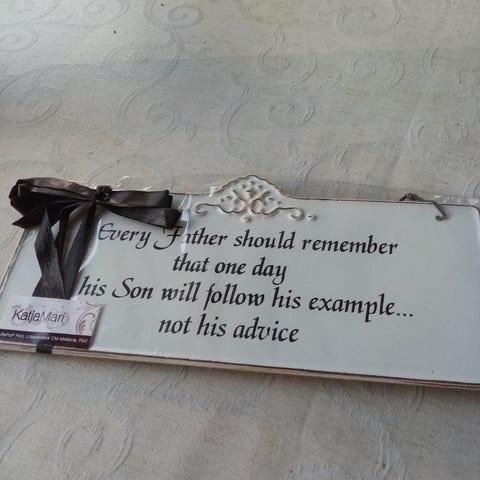 Every Father should remember
that one day
his Son will follow his example...
not his advice
KatjaMari